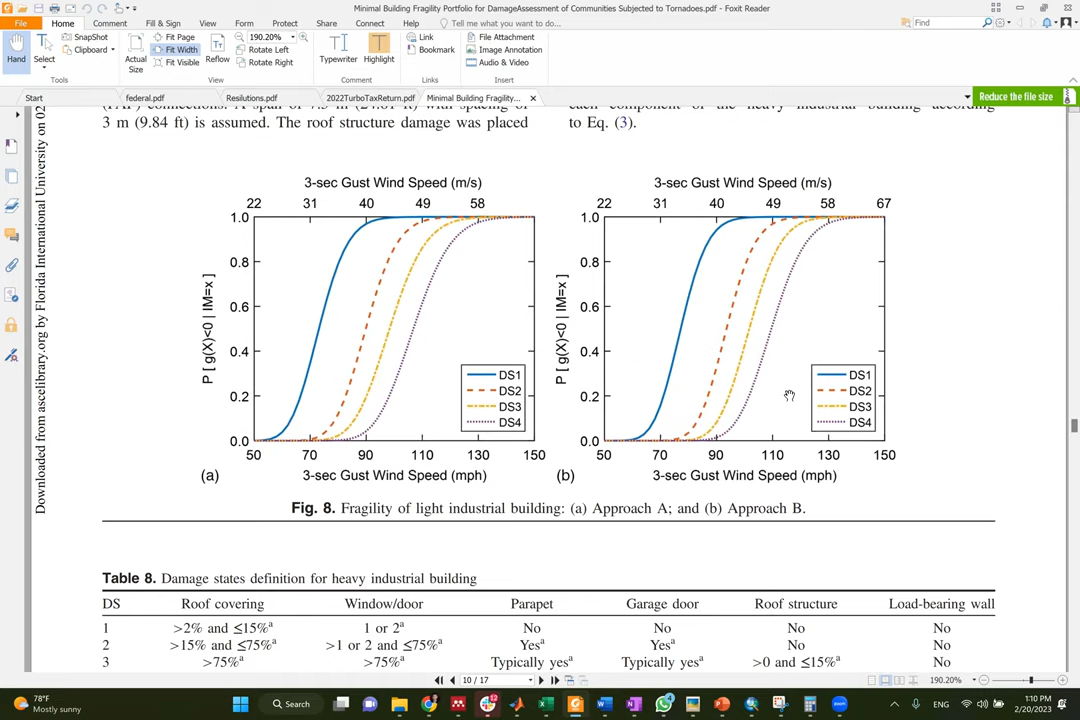 Minimal Building Fragility Portfolio for DamageAssessment of Communities Subjected to Tornadoes.pdf - Foxit Reader
File Home Comment Fill & Sign View Form Protect Share Connect Help Tell me what you want to do... Find
Hand Select SnapShot Clipboard Actual Size Fit Page Fit Width Fit Visible Reflow 190.20% Rotate Left Rotate Right Typewriter Highlight Link Bookmark File Attachment Image Annotation Audio & Video
Tools View Comment Links Insert
Start federal.pdf Resilutions.pdf 2022TurboTaxReturn.pdf Minimal Building Fragility... Reduce the file size
Downloaded from ascelibrary.org by Florida International University on 02
3 m (9.84 ft) is assumed. The roof structure damage was placed
each component of the heavy industrial building according
to Eq. (3).
3-sec Gust Wind Speed (m/s)
22 31 40 49 58
1.0
0.8
0.6
0.4
0.2
0.0
P [ g(X)<0 | IM=x ]
DS1
DS2
DS3
DS4
50 70 90 110 130 150
(a) 3-sec Gust Wind Speed (mph)
3-sec Gust Wind Speed (m/s)
22 31 40 49 58 67
1.0
0.8
0.6
0.4
0.2
0.0
P [ g(X)<0 | IM=x ]
DS1
DS2
DS3
DS4
50 70 90 110 130 150
(b) 3-sec Gust Wind Speed (mph)
Fig. 8. Fragility of light industrial building: (a) Approach A; and (b) Approach B.
Table 8. Damage states definition for heavy industrial building
DS Roof covering Window/door Parapet Garage door Roof structure Load-bearing wall
1 >2% and ≤15%a 1 or 2a No No No No
2 >15% and ≤75%a >1 or 2 and ≤75%a Yesa Yesa No No
3 >75%a >75%a Typically yesa Typically yesa >0 and ≤15%a No
10 / 17 190.20%
78°F
Mostly sunny
Search
ENG
1:10 PM
2/20/2023